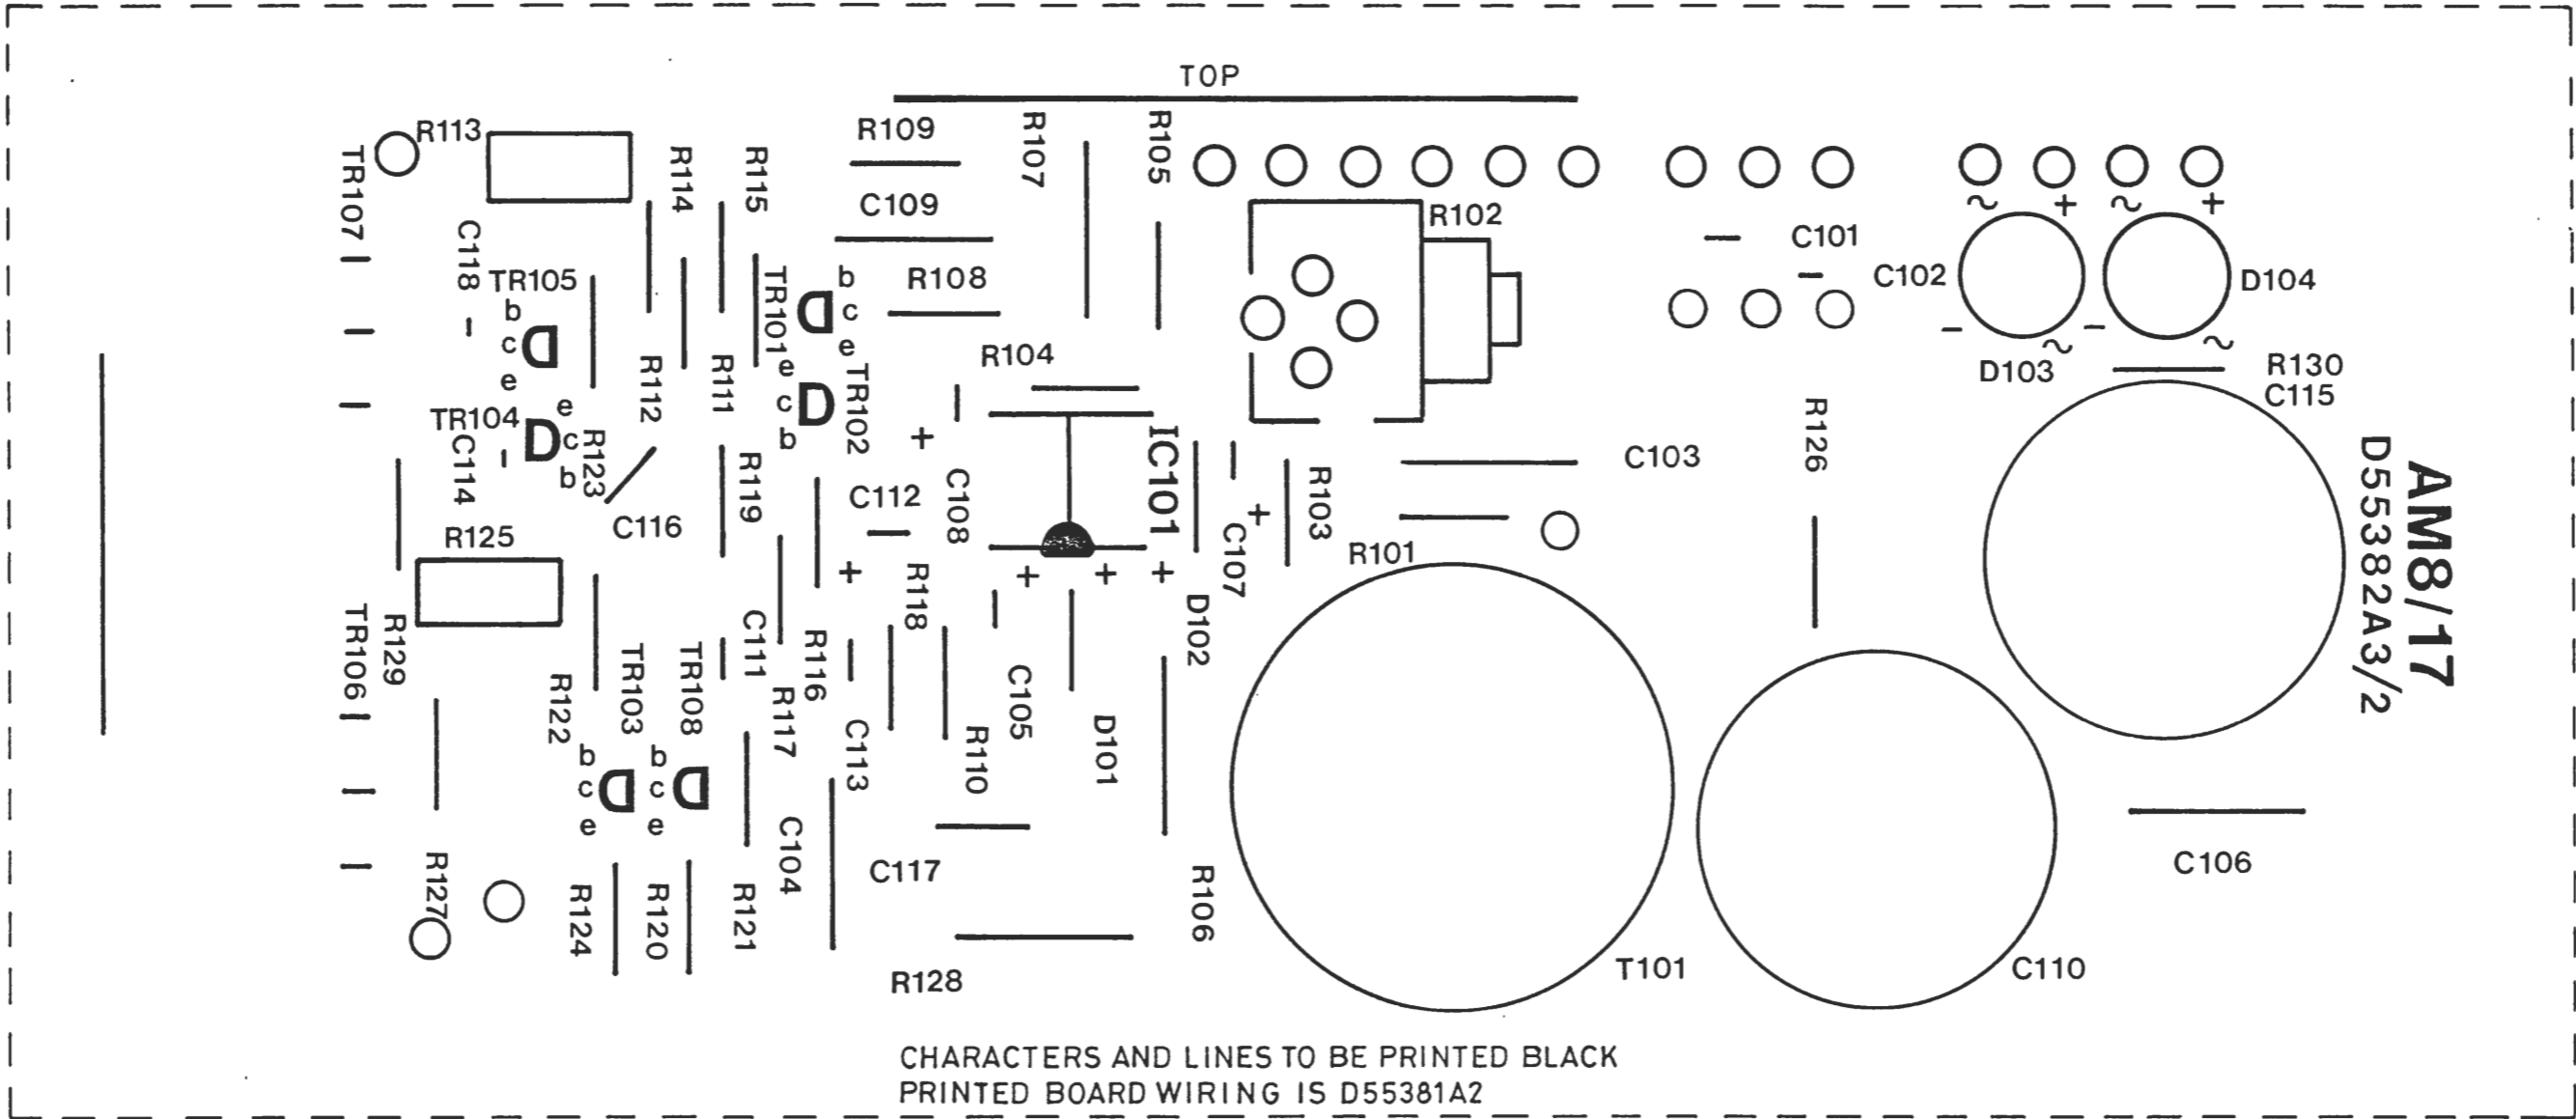 TOP
R113
TR107
R114
R115
R109
C109
R108
R107
R105
R102
C101
~
+
~
+
C102
D104
-
-
~
~
D103
R130
C115
C118
TR105
b
c
e
TR104
e
c
b
C114
R123
C116
R112
R111
TR101
b
c
e
e
c
b
TR102
R104
+
C108
C112
+
IC101
+
+
+
C107
R103
C103
R101
R126
AM8/17
D55382A3/2
R125
R119
R118
D102
TR106
R129
R122
TR103
TR108
C111
R116
R117
C113
C105
R110
D101
b
c
e
b
c
e
R127
R124
R120
R121
C104
C117
R106
R128
T101
C110
C106
CHARACTERS AND LINES TO BE PRINTED BLACK
PRINTED BOARD WIRING IS D55381A2